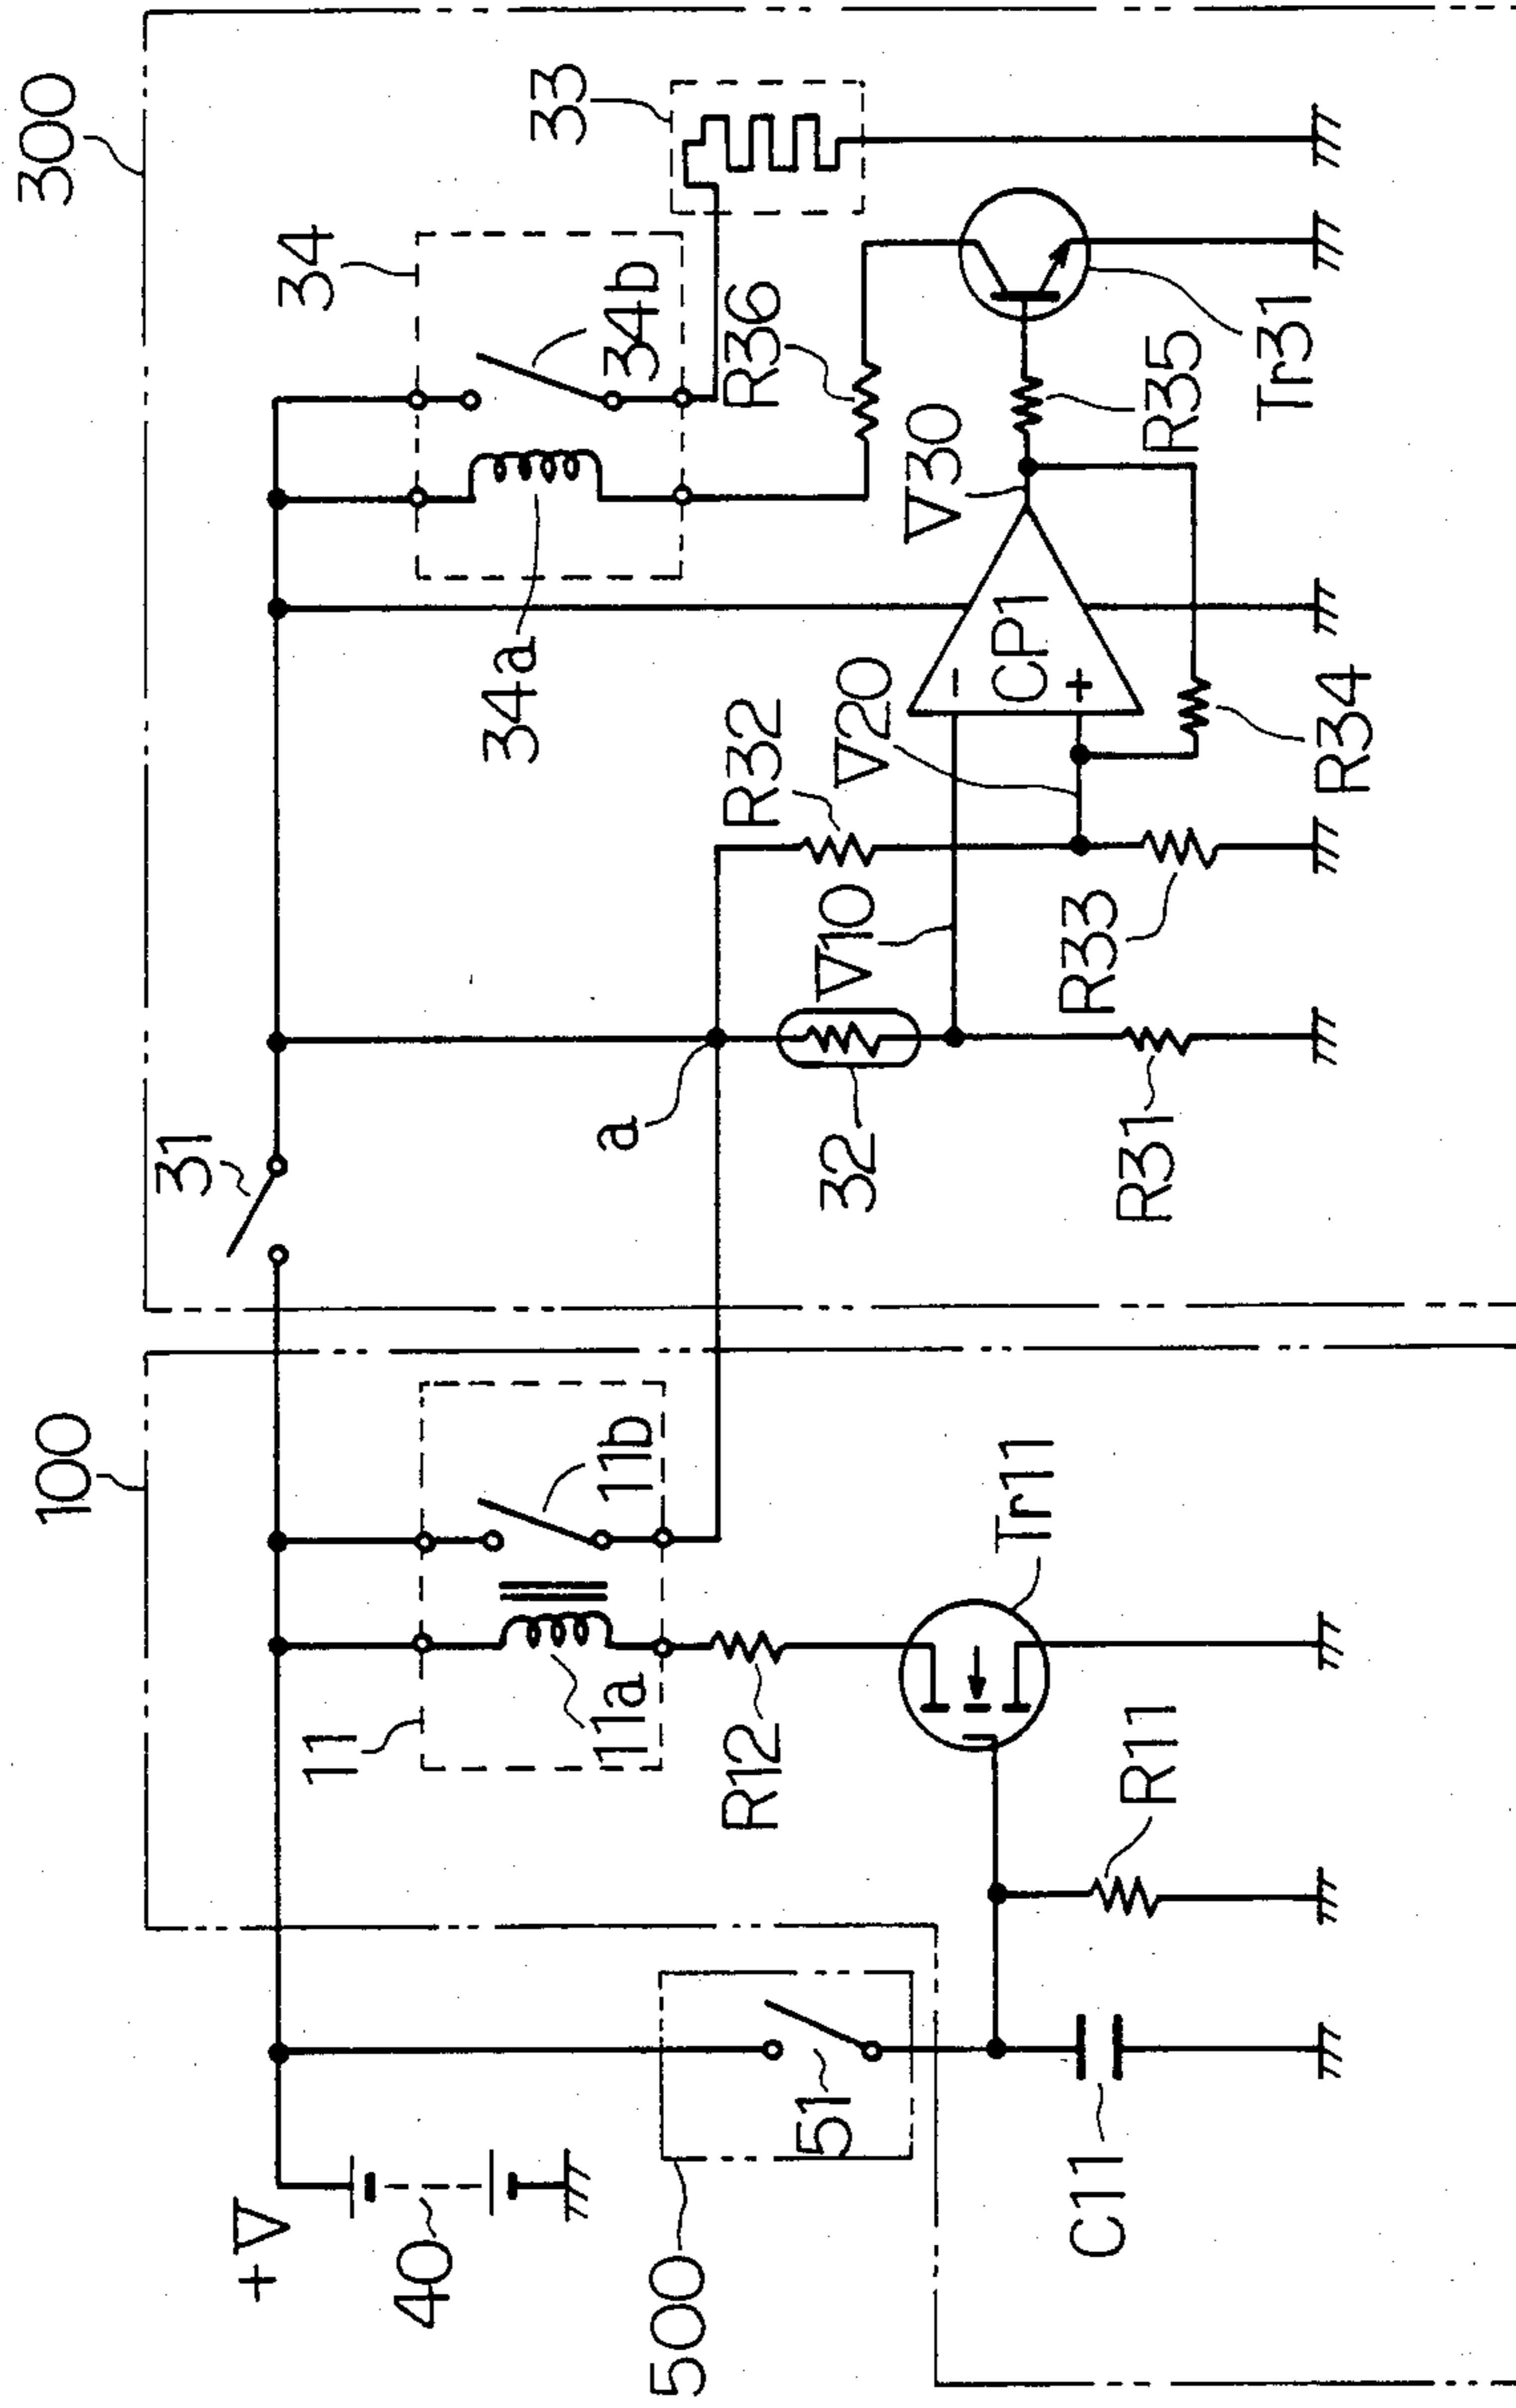 300
100
31
34
33
34b
34a
R36
11
11b
11a
a
32
R32
V10
V20
V30
CP1
-
+
R35
Tr31
R34
R33
R31
R12
Tr11
R11
+V
40
500
51
C11